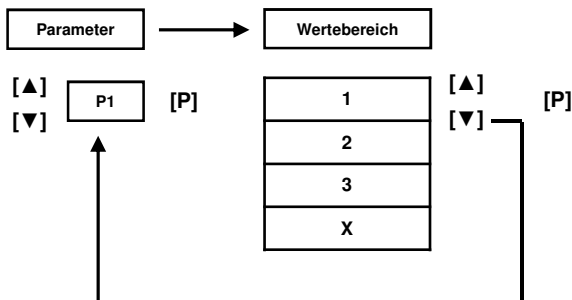 Parameter Wertebereich
[▲] P1 [P] 1 [▲] [P]
[▼] 2 [▼]
3
X